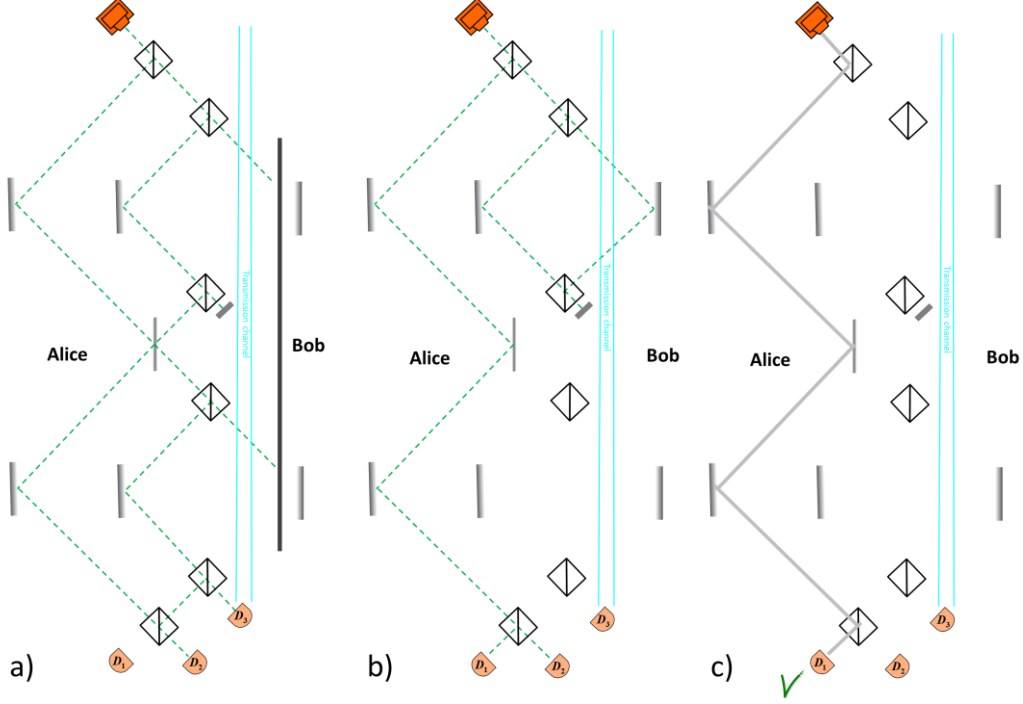 Transmission channel
Alice
Bob
D3
D1
D2
a)
Transmission channel
Alice
Bob
D3
D1
D2
b)
Transmission channel
Alice
Bob
D3
D1
D2
c)